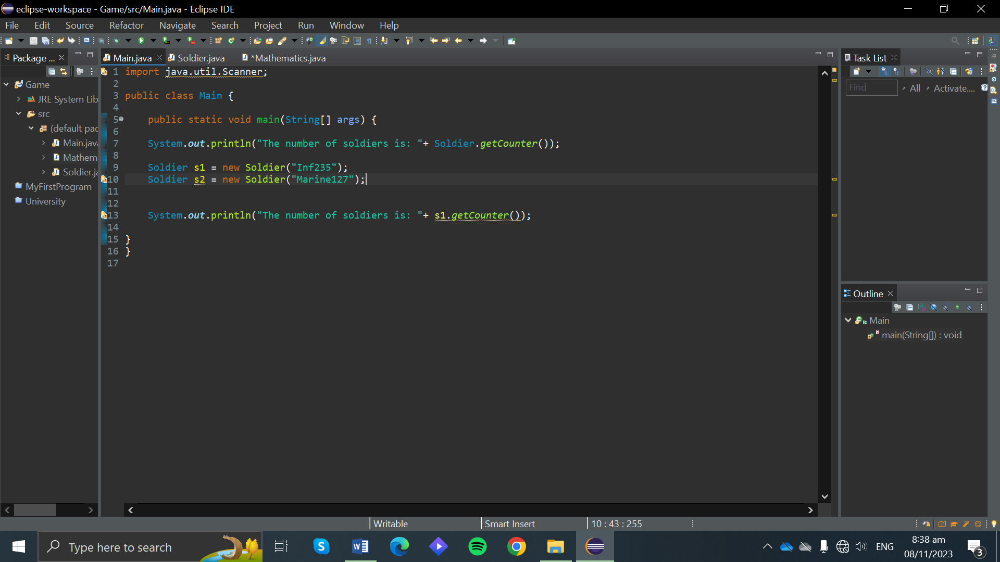 eclipse-workspace - Game/src/Main.java - Eclipse IDE
File Edit Source Refactor Navigate Search Project Run Window Help
Package ...
Main.java Soldier.java *Mathematics.java
Task List
Find All Activate....
Game
JRE System Lib
src
(default pac
Main.java
Mathem
Soldier.ja
MyFirstProgram
University
1 import java.util.Scanner;
2
3 public class Main {
4
5 public static void main(String[] args) {
6
7 System.out.println("The number of soldiers is: "+ Soldier.getCounter());
8
9 Soldier s1 = new Soldier("Inf235");
10 Soldier s2 = new Soldier("Marine127");
11
12
13 System.out.println("The number of soldiers is: "+ s1.getCounter());
14
15 }
16 }
17
Outline
Main
main(String[]) : void
Writable Smart Insert 10 : 43 : 255
Type here to search
ENG
8:38 am
08/11/2023
3